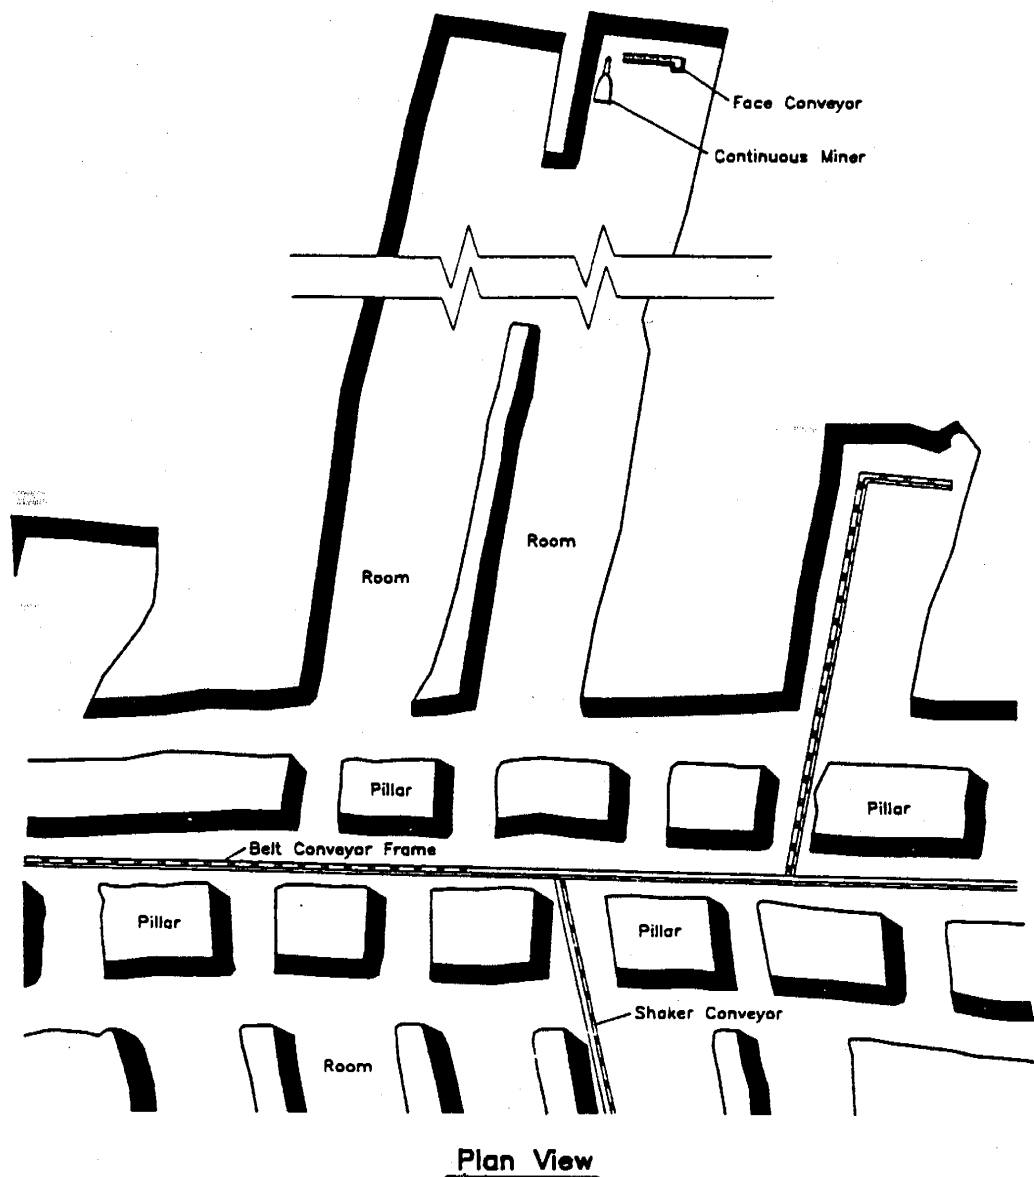 Face Conveyor
Continuous Miner
Room
Room
Pillar
Pillar
Belt Conveyor Frame
Pillar
Pillar
Shaker Conveyor
Room
Plan View